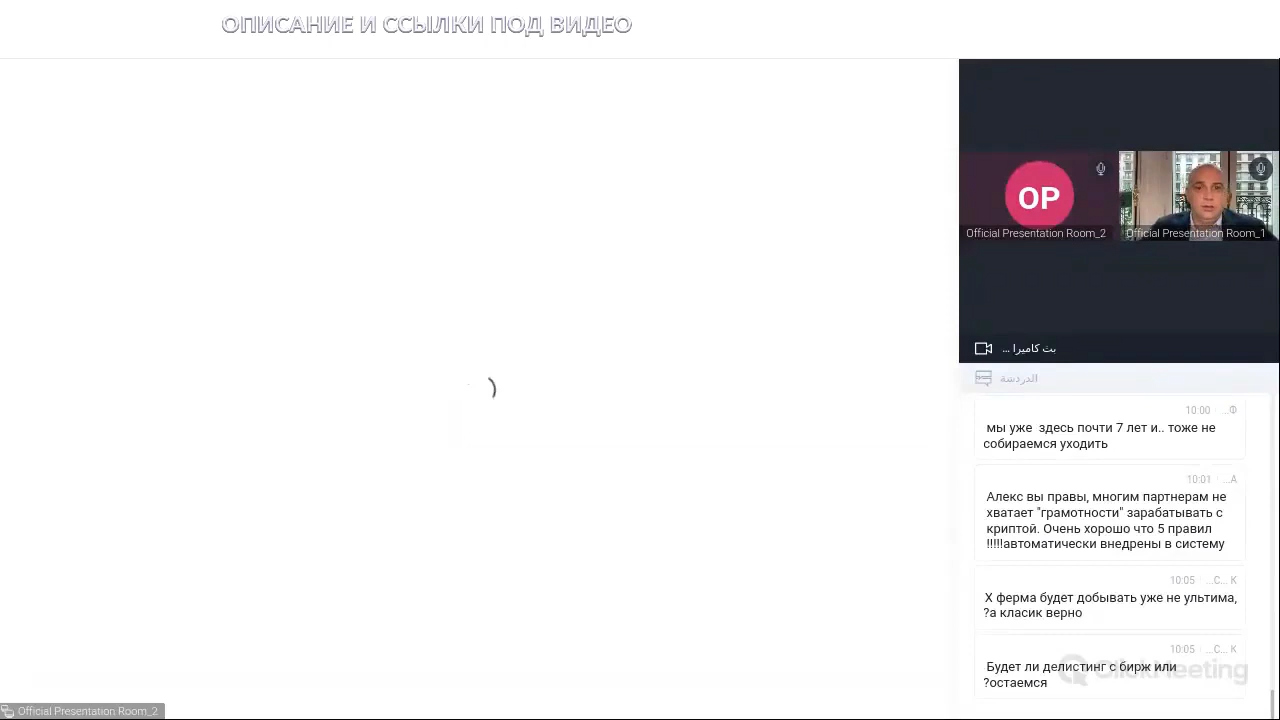 ОПИСАНИЕ И ССЫЛКИ ПОД ВИДЕО
OP
Official Presentation Room_2
Official Presentation Room_1
بث كاميرا ...
الدردشة
10:00 ...Ф
мы уже здесь почти 7 лет и.. тоже не
собираемся уходить
10:01 ...А
Алекс вы правы, многим партнерам не
хватает "грамотности" зарабатывать с
криптой. Очень хорошо что 5 правил
!!!!!автоматически внедрены в систему
10:05 ...С... К
Х ферма будет добывать уже не ультима,
?а класик верно
10:05 ...С... К
Будет ли делистинг с бирж или
?остаемся
ClickMeeting
Official Presentation Room_2